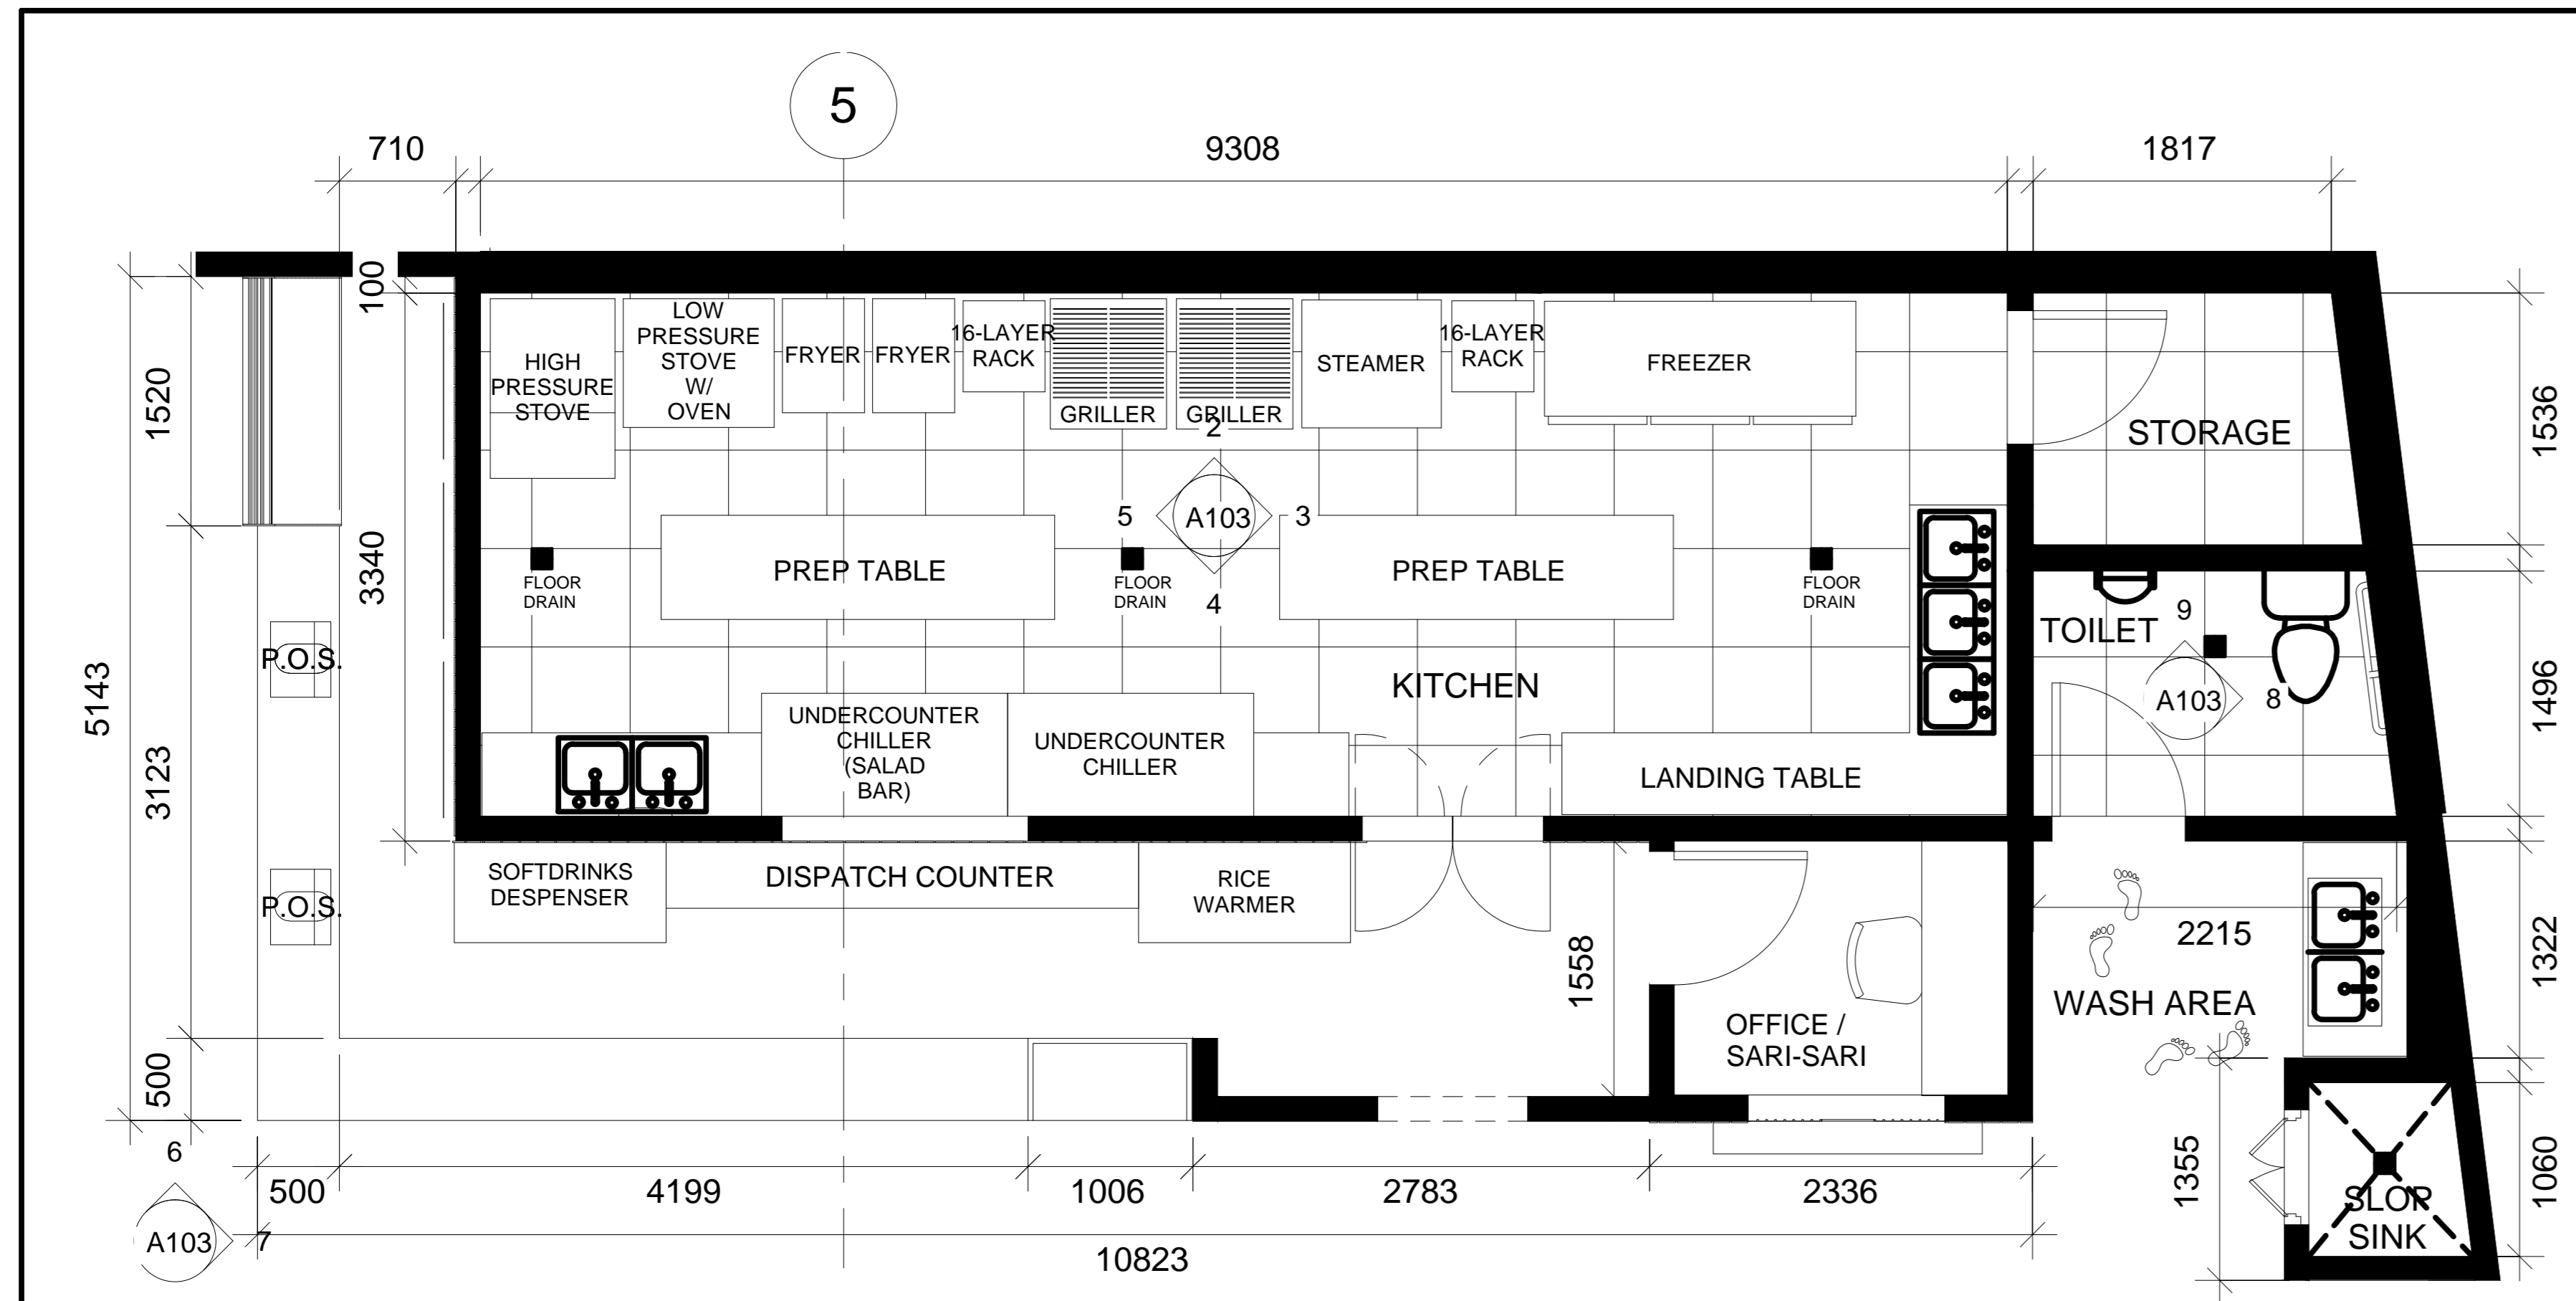 5
710
9308
1817
100
HIGH
PRESSURE
STOVE
LOW
PRESSURE
STOVE
W/
OVEN
FRYER
FRYER
16-LAYER
RACK
GRILLER
GRILLER
STEAMER
16-LAYER
RACK
FREEZER
STORAGE
1520
1536
2
5
A103
3
4
3340
PREP TABLE
PREP TABLE
FLOOR
DRAIN
FLOOR
DRAIN
FLOOR
DRAIN
TOILET
9
A103
8
1496
P.O.S.
5143
3123
KITCHEN
UNDERCOUNTER
CHILLER
(SALAD
BAR)
UNDERCOUNTER
CHILLER
LANDING TABLE
P.O.S.
SOFTDRINKS
DESPENSER
DISPATCH COUNTER
RICE
WARMER
1558
2215
1322
WASH AREA
OFFICE /
SARI-SARI
500
6
A103
7
500
4199
1006
2783
2336
1355
1060
SLOP
SINK
10823